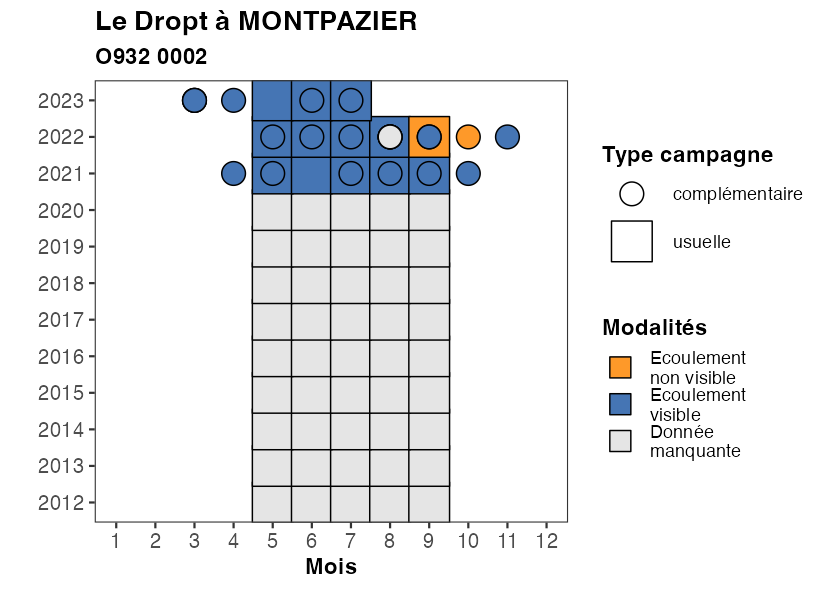 Le Dropt à MONTPAZIER
O932 0002
2023
2022
2021
2020
2019
2018
2017
2016
2015
2014
2013
2012
1 2 3 4 5 6 7 8 9 10 11 12
Mois
Type campagne
complémentaire
usuelle
Modalités
Ecoulement
non visible
Ecoulement
visible
Donnée
manquante